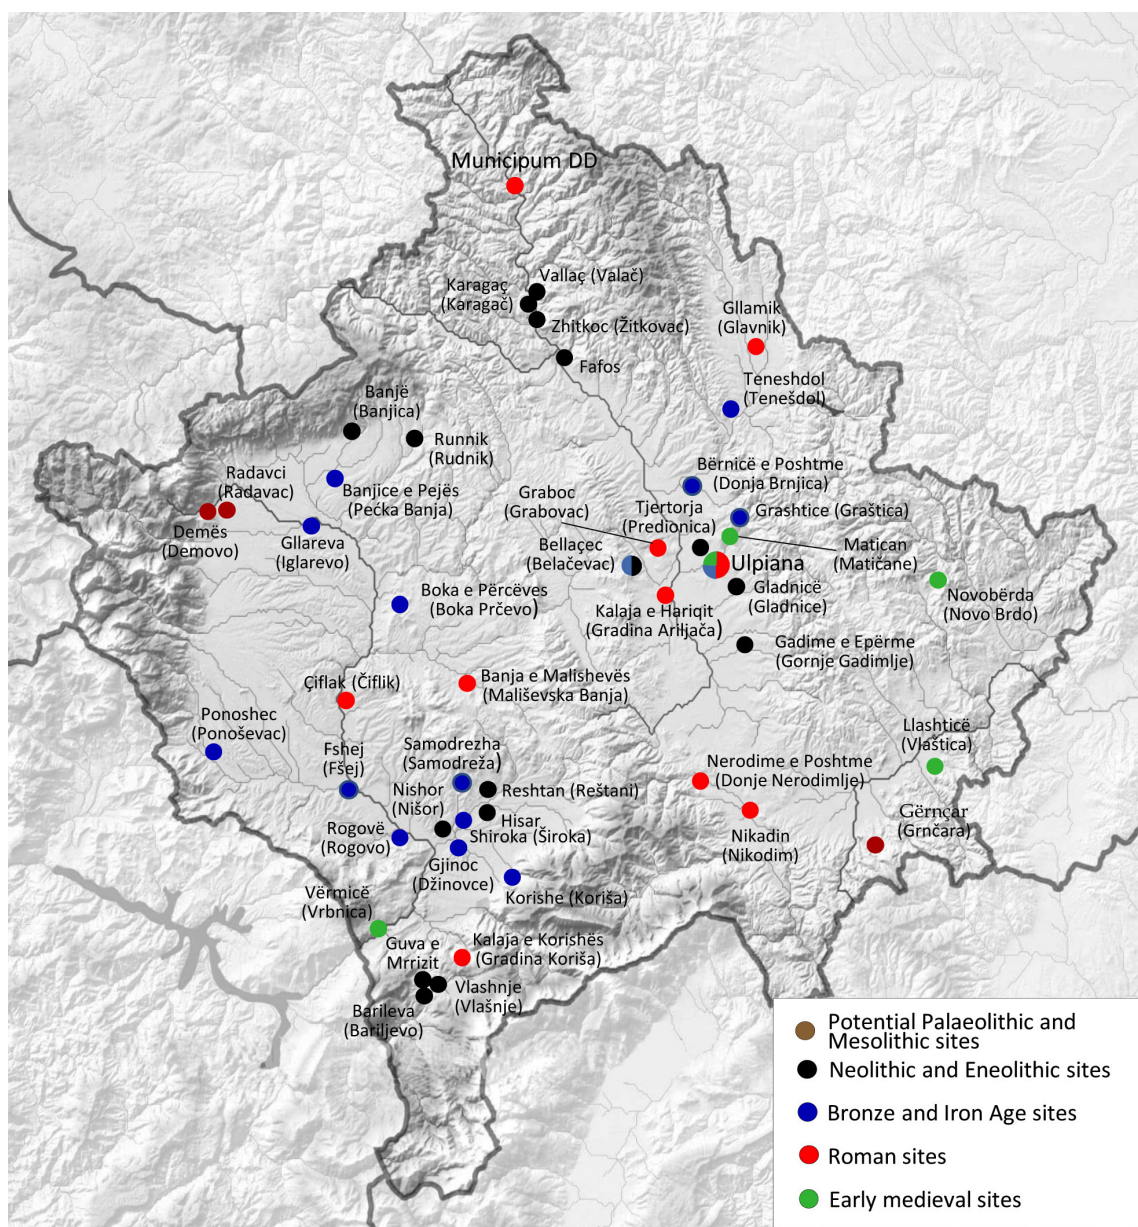 Municipum DD
Vallaç (Valač)
Karagaç
(Karagač)
Zhitkoc (Žitkovac)
Gllamik
(Glavnik)
Fafos
Teneshdol
(Tenešdol)
Banjë
(Banjica)
Runnik
(Rudnik)
Radavci
(Radavac)
Banjice e Pejës
(Pećka Banja)
Bërnicë e Poshtme
(Donja Brnjica)
Graboc
(Grabovac)
Tjertorja
(Predionica)
Grashtice (Graštica)
Demës
(Demovo)
Gllareva
(Iglarevo)
Bellaçec
(Belačevac)
Matican
(Matičane)
Ulpiana
Boka e Përcëves
(Boka Prčevo)
Gladnicë
(Gladnice)
Novobërda
(Novo Brdo)
Kalaja e Hariqit
(Gradina Arlljača)
Gadime e Epërme
(Gornje Gadimlje)
Çiflak (Čiflik)
Banja e Malishevës
(Mališevska Banja)
Ponoshec
(Ponoševac)
Llashticë
(Vlaštica)
Fshej
(Fšej)
Samodrezha
(Samodreža)
Nerodime e Poshtme
(Donje Nerodimlje)
Nishor
(Nišor)
Reshtan (Reštani)
Hisar
Shiroka (Široka)
Gërnçar
(Grnčara)
Rogovë
(Rogovo)
Nikadin
(Nikodim)
Gjinoc
(Džinovce)
Korishe (Koriša)
Vërmicë
(Vrbnica)
Guva e
Mrrizit
Kalaja e Korishës
(Gradina Koriša)
Vlashnje
(Vlašnje)
Barileva
(Bariljevo)
Potential Palaeolithic and
Mesolithic sites
Neolithic and Eneolithic sites
Bronze and Iron Age sites
Roman sites
Early medieval sites